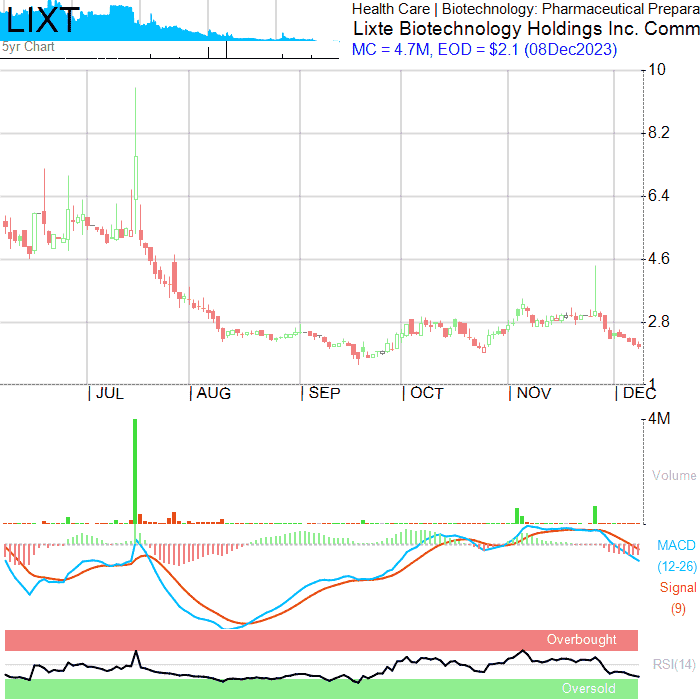 LIXT
5yr Chart
Health Care | Biotechnology: Pharmaceutical Prepara
Lixte Biotechnology Holdings Inc. Comm
MC = 4.7M, EOD = $2.1 (08Dec2023)
10
8.2
6.4
4.6
2.8
1
JUL AUG SEP OCT NOV DEC
4M
Volume
MACD
(12-26)
Signal
(9)
Overbought
RSI(14)
Oversold